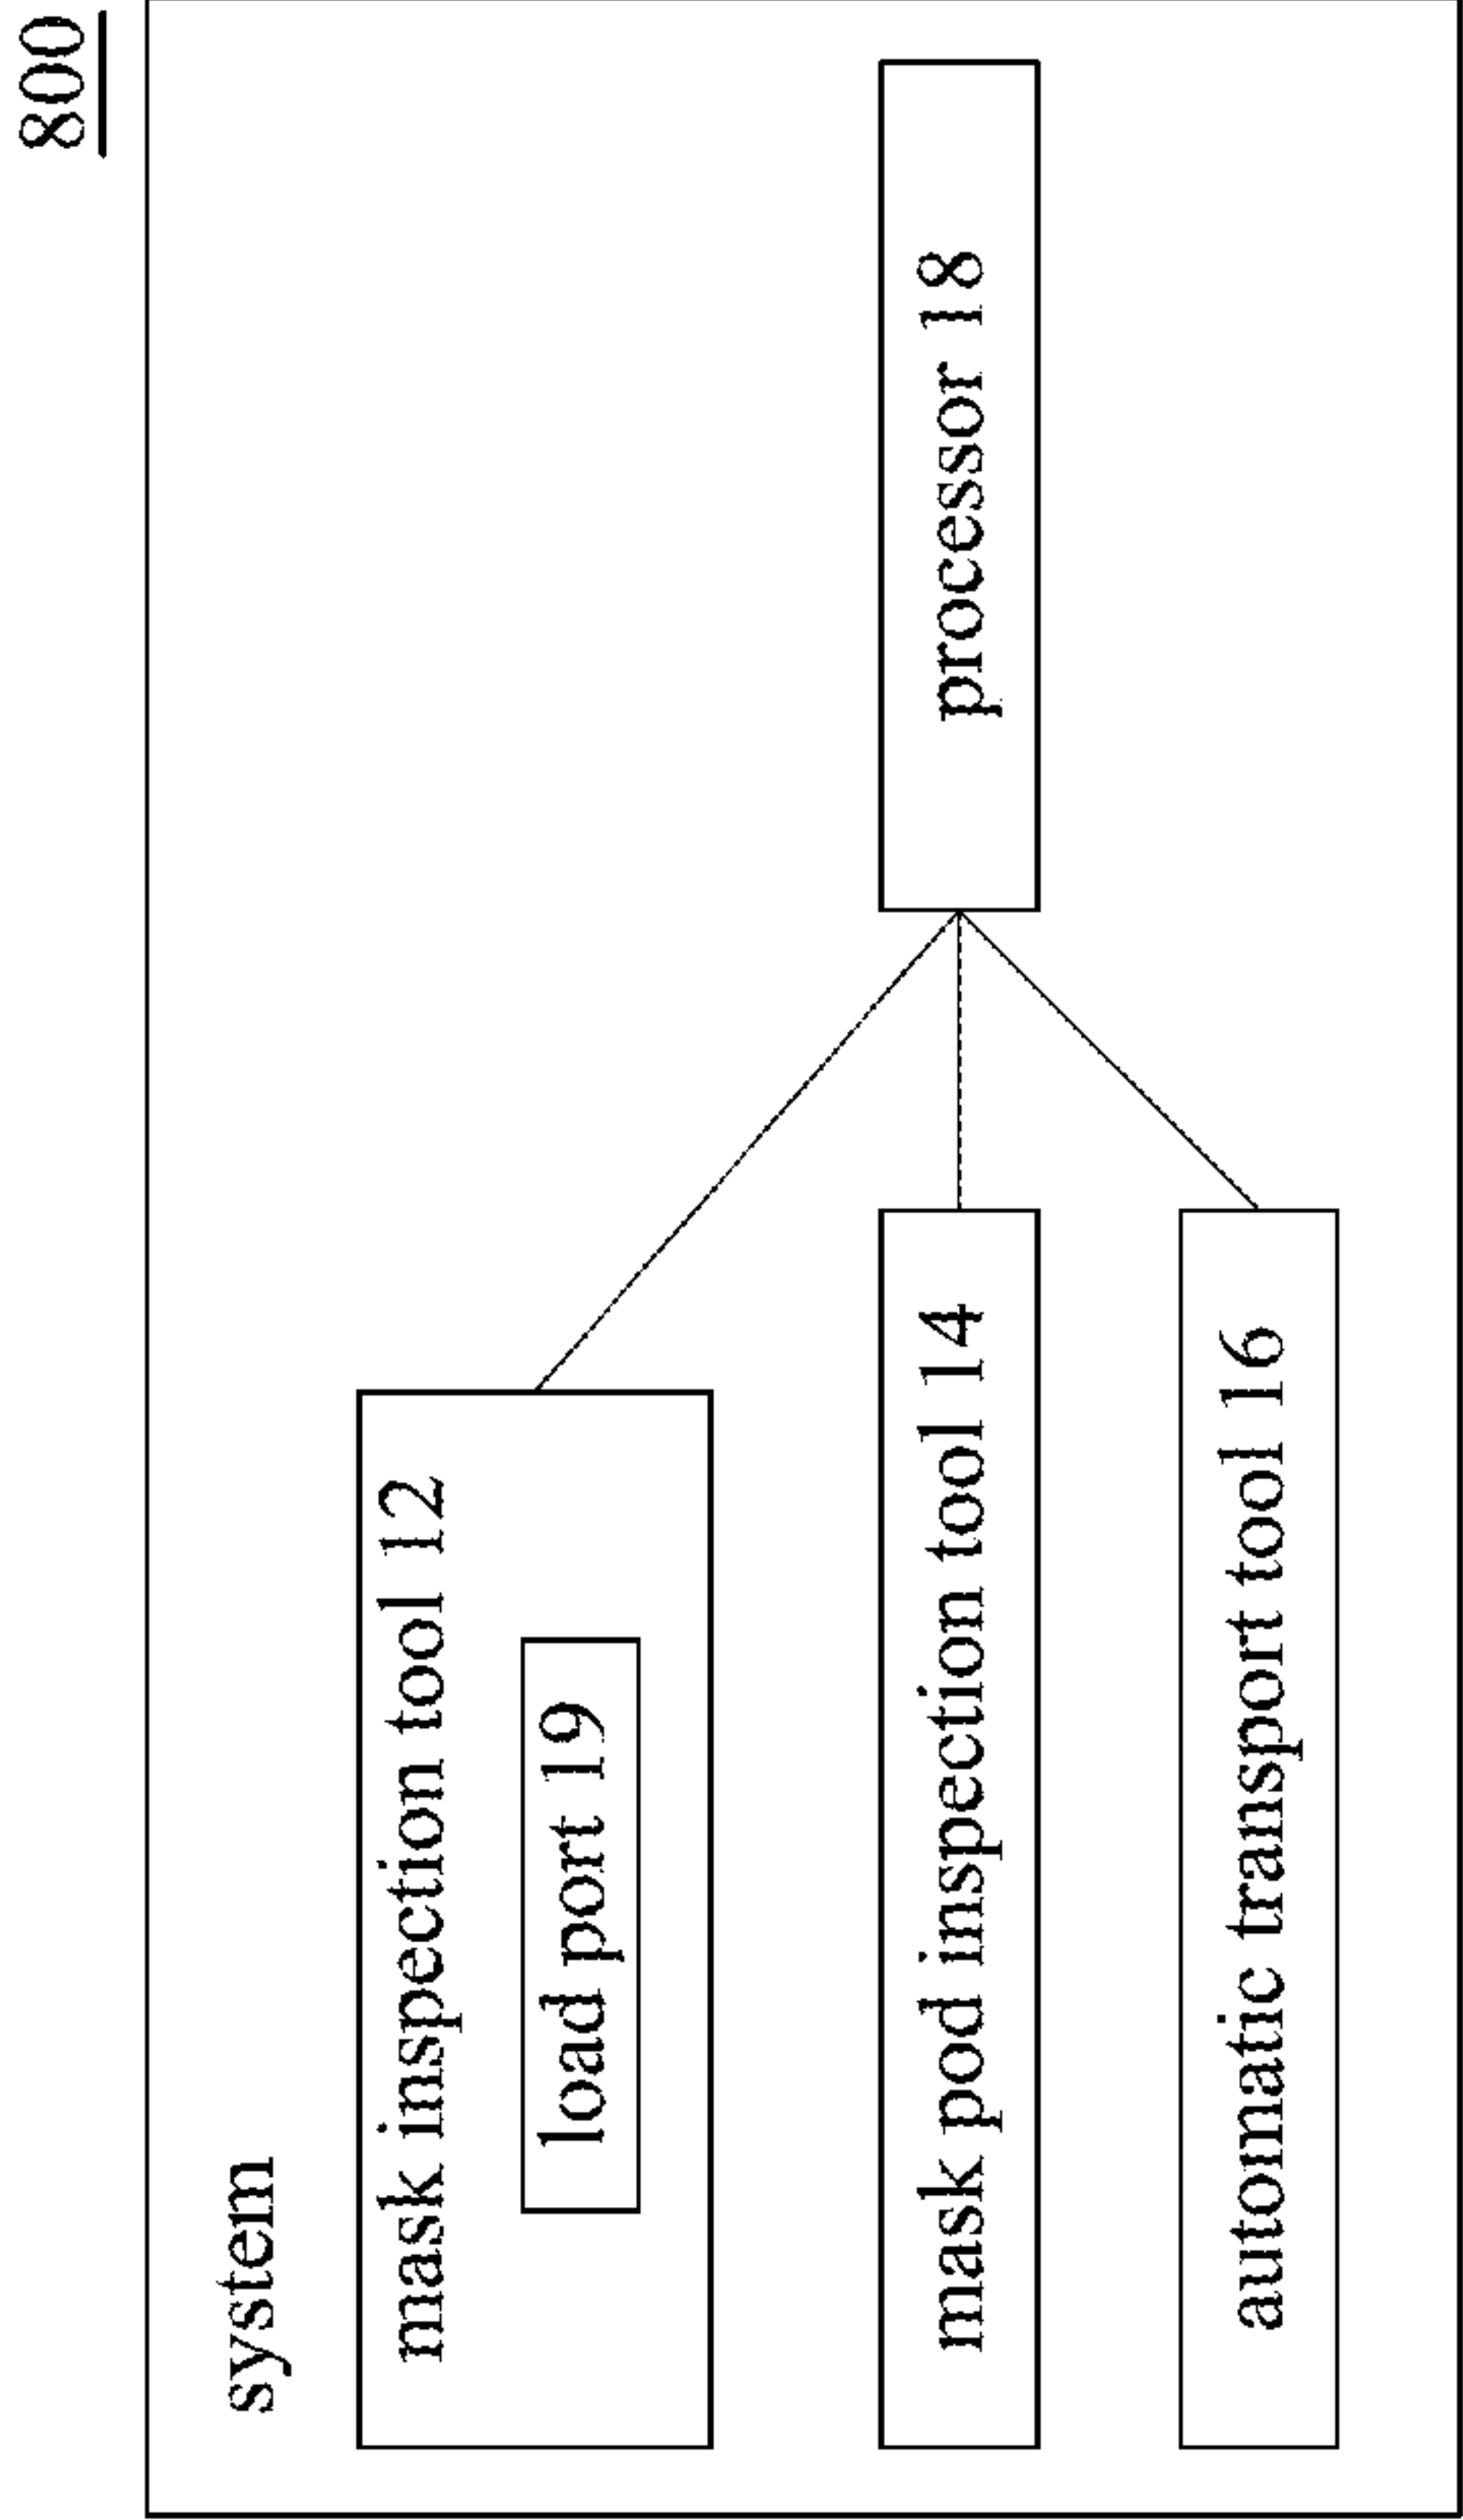 800
system
mask inspection tool 12
load port 19
mask pod inspection tool 14
automatic transport tool 16
processor 18